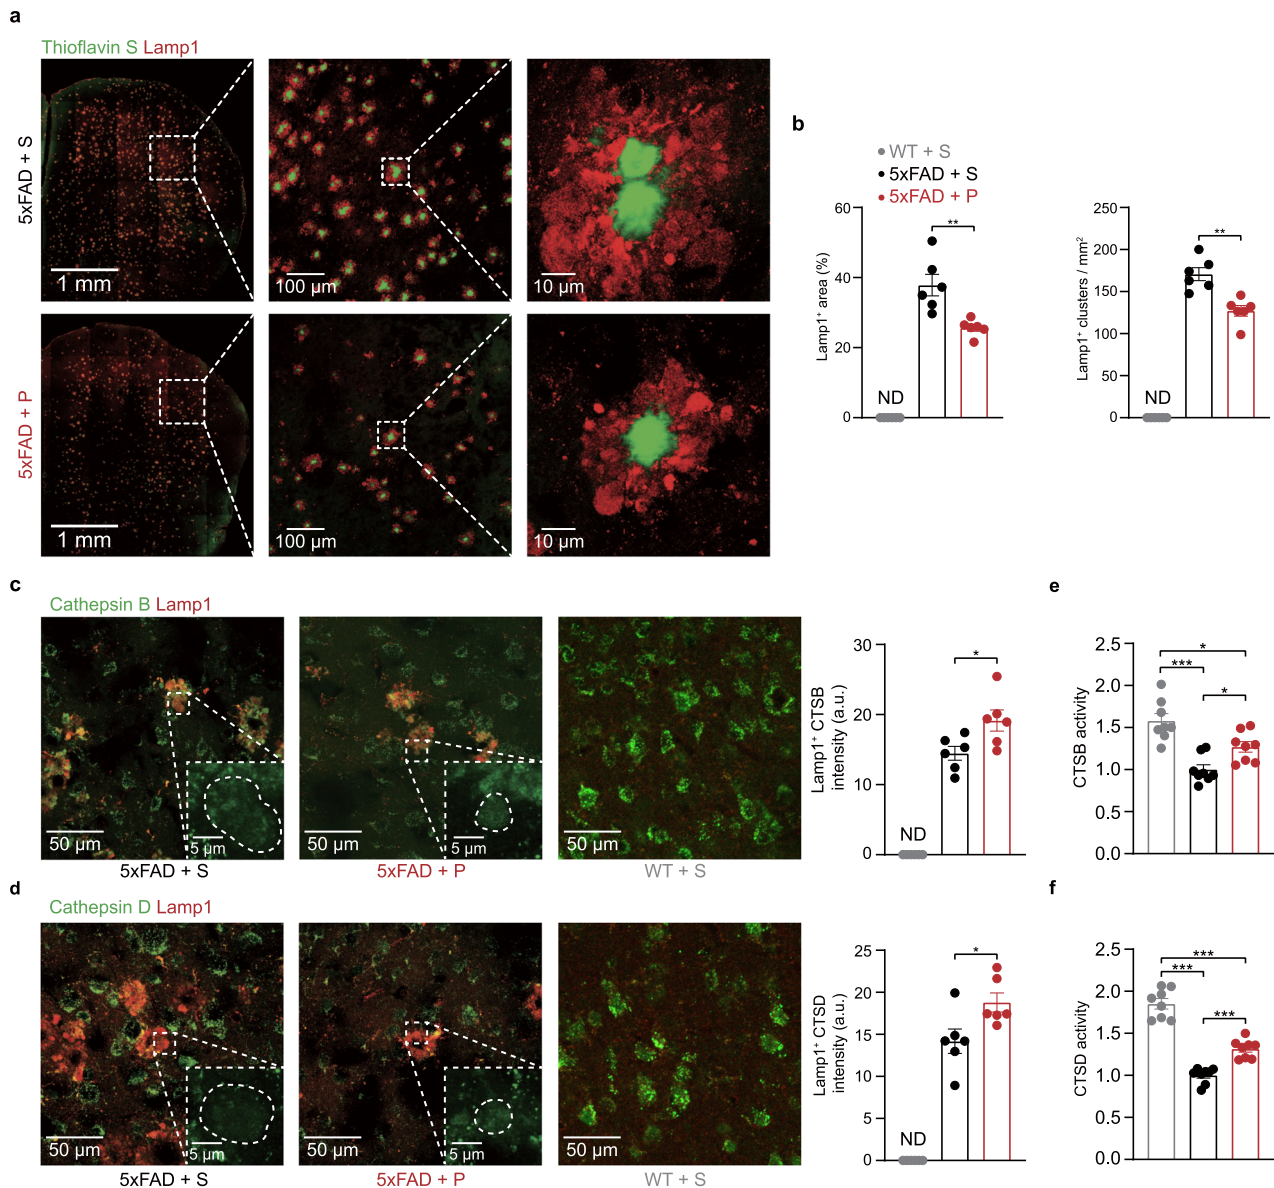 a
Thioflavin S Lamp1
5xFAD + S
1 mm
100 µm
10 µm
5xFAD + P
1 mm
100 µm
10 µm
b
WT + S
5xFAD + S
5xFAD + P
Lamp1⁺ area (%)
60
40
20
0
ND
**
Lamp1⁺ clusters / mm²
250
200
150
100
50
0
ND
**
c
Cathepsin B Lamp1
50 µm
5 µm
5xFAD + S
50 µm
5 µm
5xFAD + P
50 µm
WT + S
Lamp1⁺ CTSB
intensity (a.u.)
30
20
10
0
ND
*
e
CTSB activity
2.5
2.0
1.5
1.0
0.5
0.0
*
***
*
d
Cathepsin D Lamp1
50 µm
5 µm
5xFAD + S
50 µm
5 µm
5xFAD + P
50 µm
WT + S
Lamp1⁺ CTSD
intensity (a.u.)
25
20
15
10
5
0
ND
*
f
CTSD activity
2.5
2.0
1.5
1.0
0.5
0.0
***
***
***